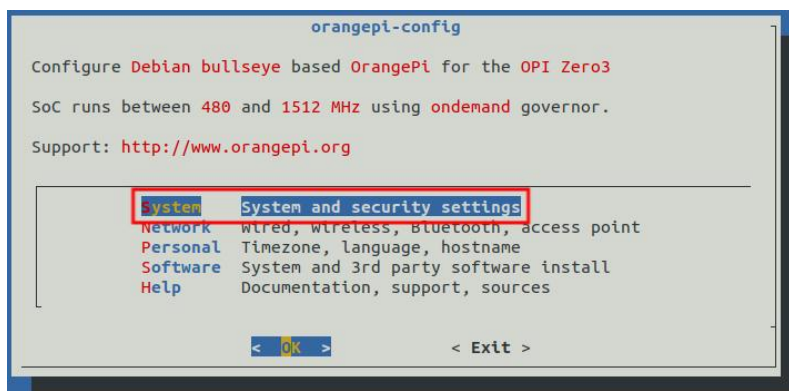 orangepi-config
Configure Debian bullseye based OrangePi for the OPI Zero3
SoC runs between 480 and 1512 MHz using ondemand governor.
Support: http://www.orangepi.org
System System and security settings
Network Wired, wireless, Bluetooth, access point
Personal Timezone, language, hostname
Software System and 3rd party software install
Help Documentation, support, sources
< OK > < Exit >